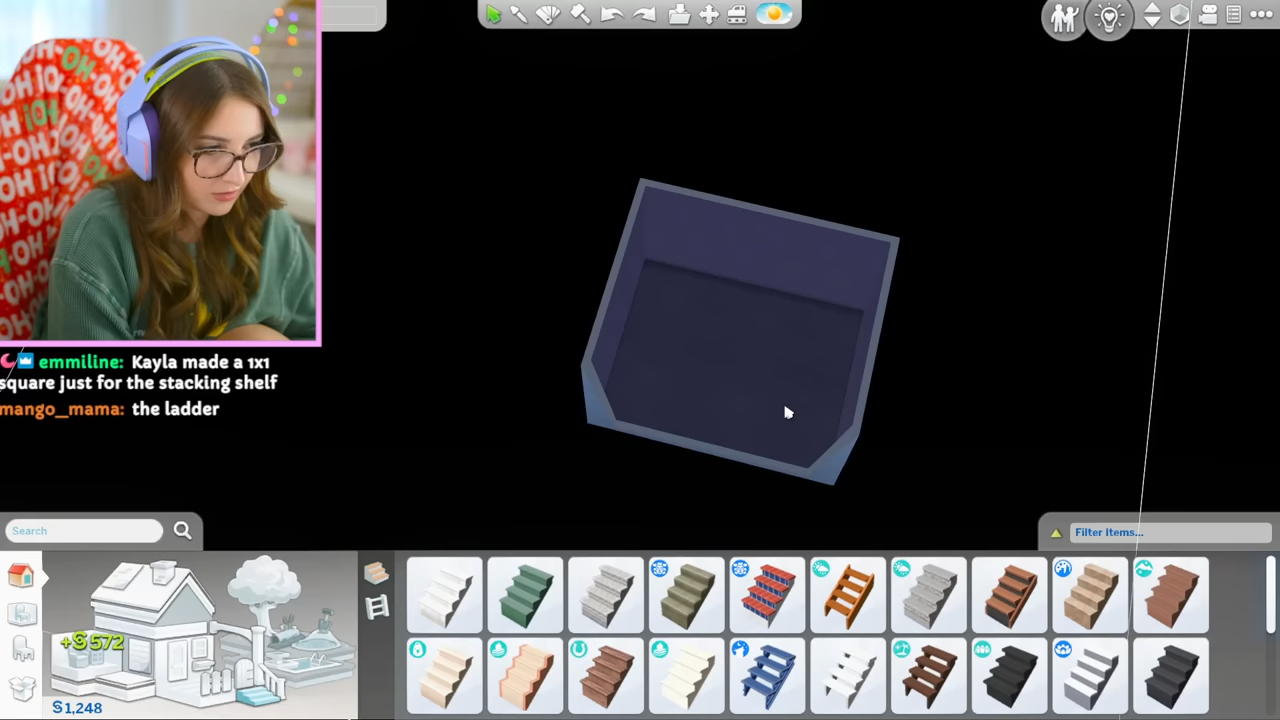 emmiline: Kayla made a 1x1
square just for the stacking shelf
mango_mama: the ladder
Search
Filter Items...
+§572
§1,248